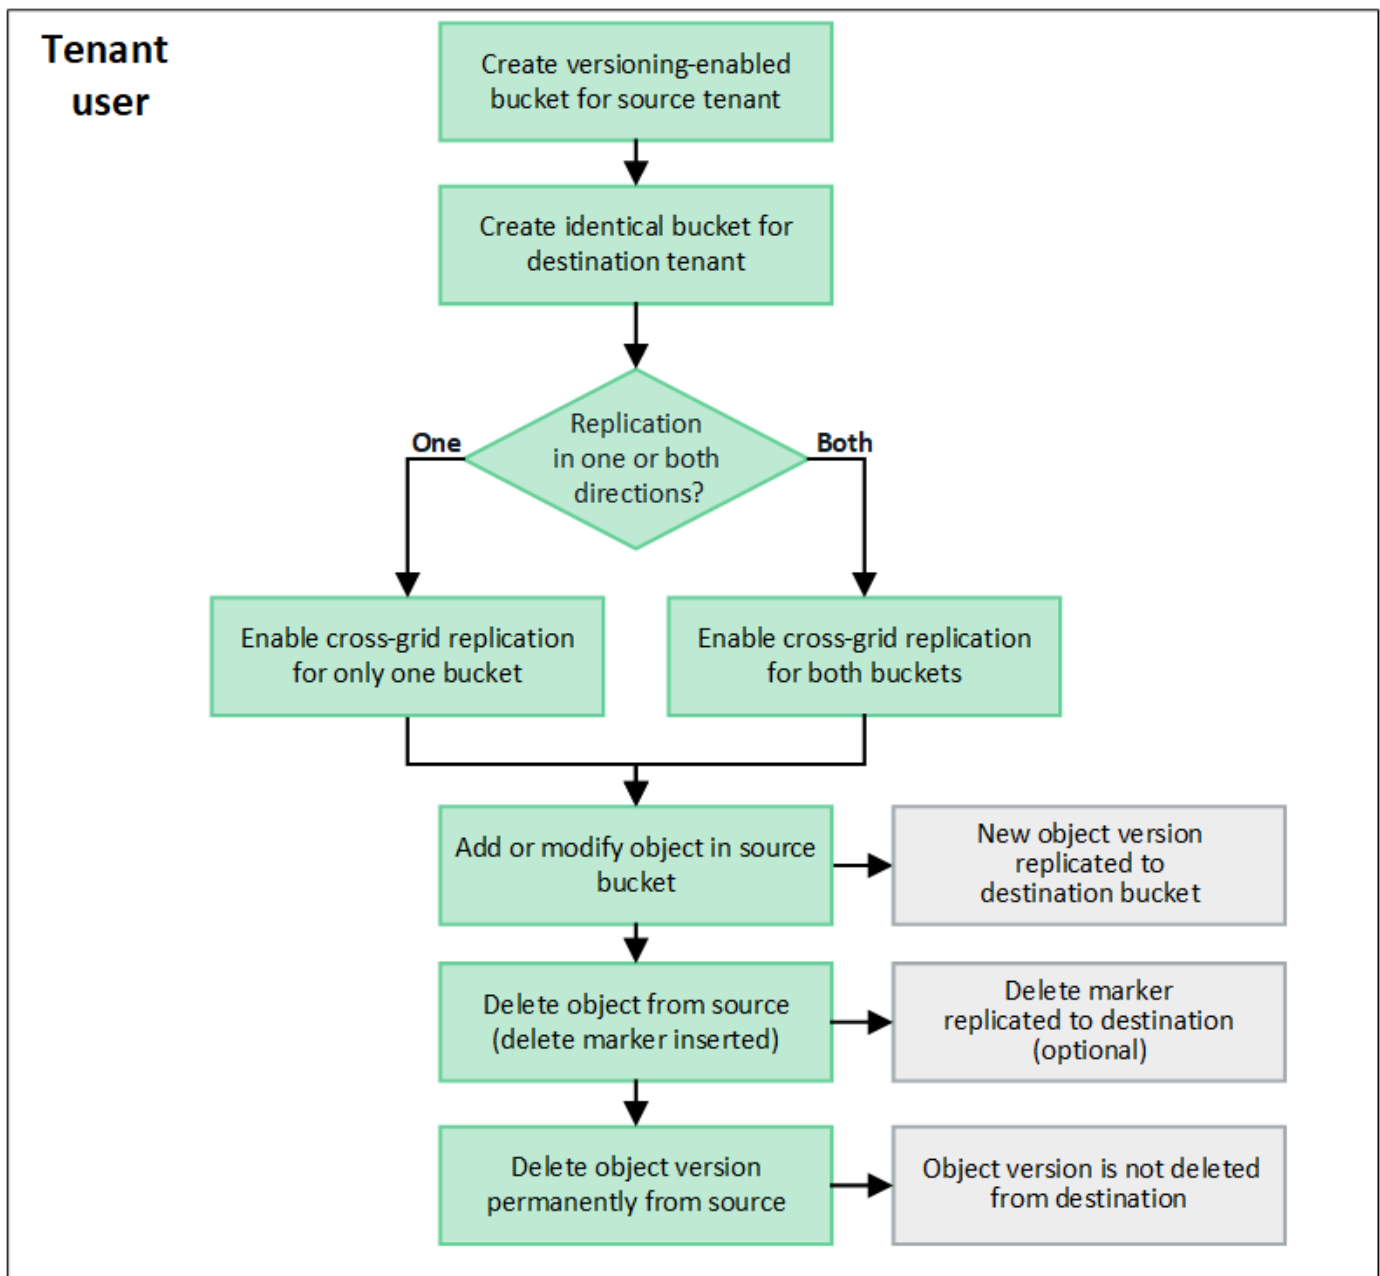 Tenant
user
Create versioning-enabled
bucket for source tenant
Create identical bucket for
destination tenant
Replication
in one or both
directions?
One
Both
Enable cross-grid replication
for only one bucket
Enable cross-grid replication
for both buckets
Add or modify object in source
bucket
New object version
replicated to
destination bucket
Delete object from source
(delete marker inserted)
Delete marker
replicated to destination
(optional)
Delete object version
permanently from source
Object version is not deleted
from destination